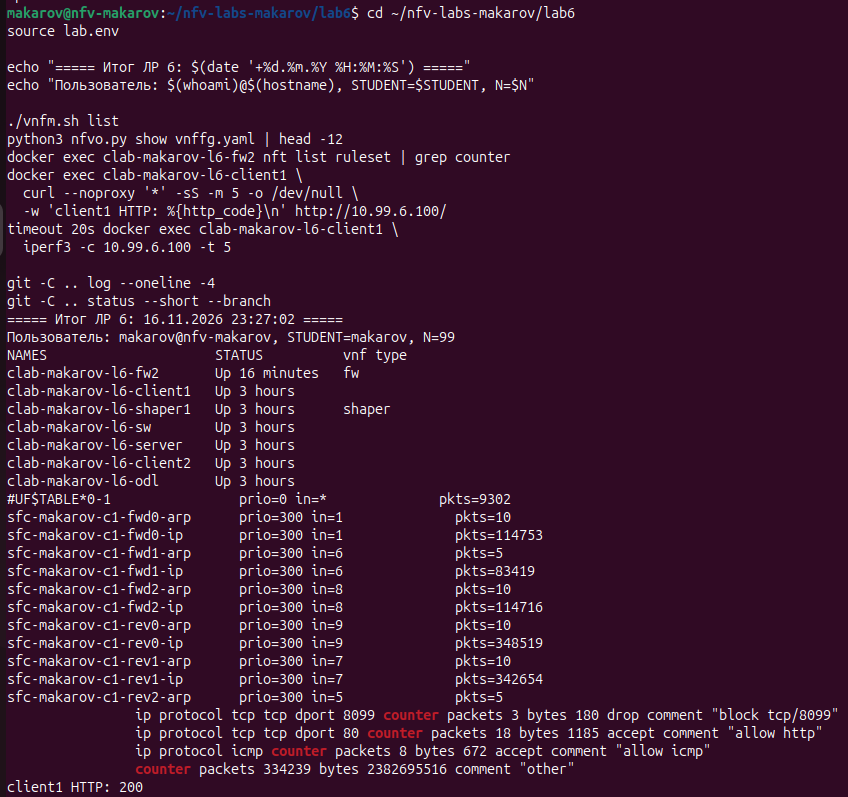 makarov@nfv-makarov:~/nfv-labs-makarov/lab6$ cd ~/nfv-labs-makarov/lab6
source lab.env

echo "===== Итог ЛР 6: $(date '+%d.%m.%Y %H:%M:%S') ====="
echo "Пользователь: $(whoami)@$(hostname), STUDENT=$STUDENT, N=$N"

./vnfm.sh list
python3 nfvo.py show vnffg.yaml | head -12
docker exec clab-makarov-l6-fw2 nft list ruleset | grep counter
docker exec clab-makarov-l6-client1 \
  curl --noproxy '*' -sS -m 5 -o /dev/null \
  -w 'client1 HTTP: %{http_code}\n' http://10.99.6.100/
timeout 20s docker exec clab-makarov-l6-client1 \
  iperf3 -c 10.99.6.100 -t 5

git -C .. log --oneline -4
git -C .. status --short --branch
===== Итог ЛР 6: 16.11.2026 23:27:02 =====
Пользователь: makarov@nfv-makarov, STUDENT=makarov, N=99
NAMES                     STATUS           vnf type
clab-makarov-l6-fw2       Up 16 minutes    fw
clab-makarov-l6-client1   Up 3 hours
clab-makarov-l6-shaper1   Up 3 hours       shaper
clab-makarov-l6-sw        Up 3 hours
clab-makarov-l6-server    Up 3 hours
clab-makarov-l6-client2   Up 3 hours
clab-makarov-l6-odl       Up 3 hours
#UF$TABLE*0-1                prio=0 in=*              pkts=9302
sfc-makarov-c1-fwd0-arp      prio=300 in=1              pkts=10
sfc-makarov-c1-fwd0-ip       prio=300 in=1              pkts=114753
sfc-makarov-c1-fwd1-arp      prio=300 in=6              pkts=5
sfc-makarov-c1-fwd1-ip       prio=300 in=6              pkts=83419
sfc-makarov-c1-fwd2-arp      prio=300 in=8              pkts=10
sfc-makarov-c1-fwd2-ip       prio=300 in=8              pkts=114716
sfc-makarov-c1-rev0-arp      prio=300 in=9              pkts=10
sfc-makarov-c1-rev0-ip       prio=300 in=9              pkts=348519
sfc-makarov-c1-rev1-arp      prio=300 in=7              pkts=10
sfc-makarov-c1-rev1-ip       prio=300 in=7              pkts=342654
sfc-makarov-c1-rev2-arp      prio=300 in=5              pkts=5
                ip protocol tcp tcp dport 8099 counter packets 3 bytes 180 drop comment "block tcp/8099"
                ip protocol tcp tcp dport 80 counter packets 18 bytes 1185 accept comment "allow http"
                ip protocol icmp counter packets 8 bytes 672 accept comment "allow icmp"
                counter packets 334239 bytes 2382695516 comment "other"
client1 HTTP: 200